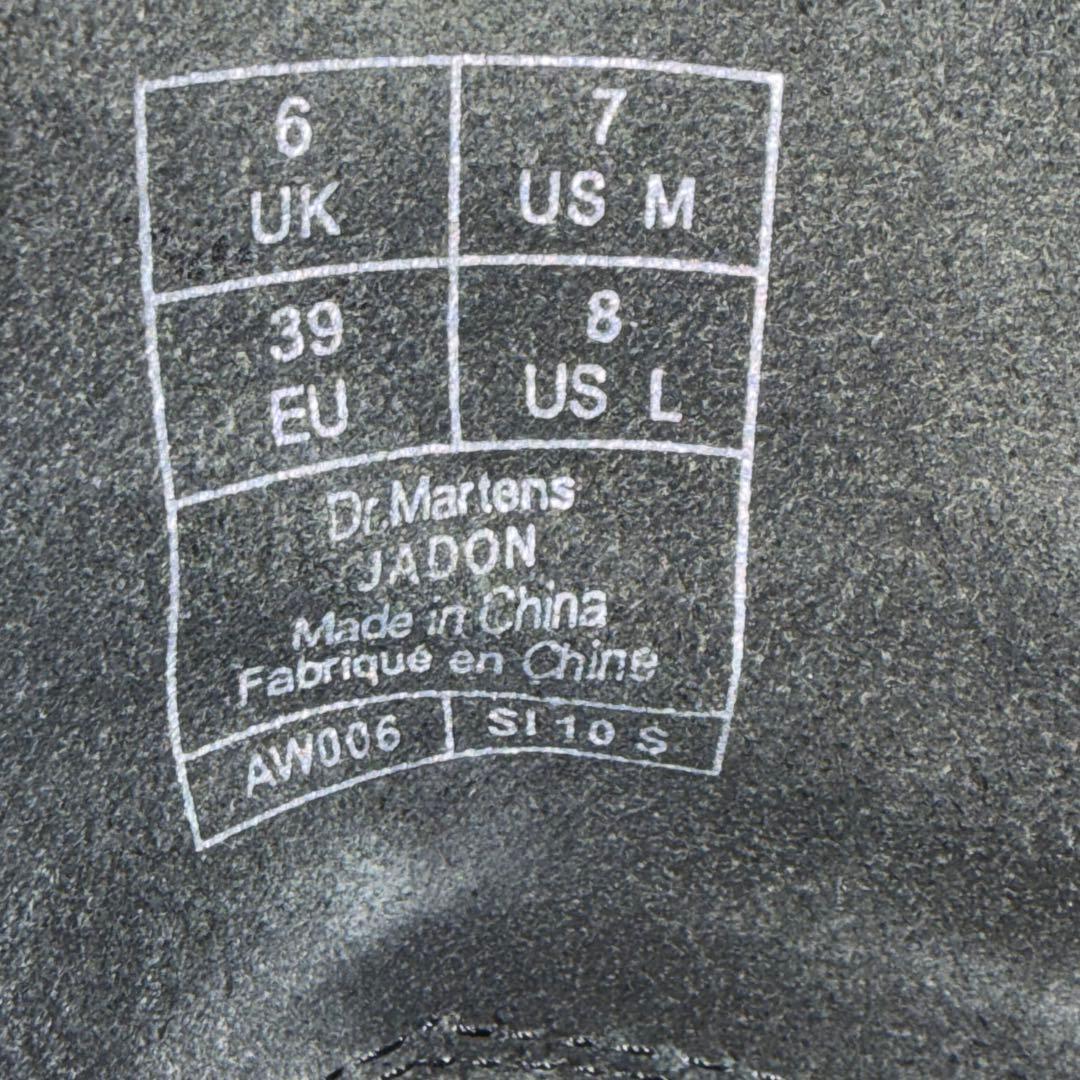 6
UK
7
US M
39
EU
8
US L
Dr.Martens
JADON
Made in China
Fabriqué en Chine
AW006
SI 10 S